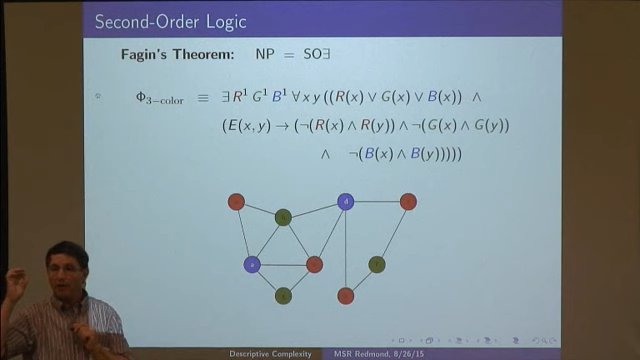 Second-Order Logic
Fagin's Theorem: NP = SO∃
Φ₃₋color ≡ ∃ R¹ G¹ B¹ ∀ x y ((R(x) ∨ G(x) ∨ B(x)) ∧
(E(x, y) → (¬(R(x) ∧ R(y)) ∧ ¬(G(x) ∧ G(y))
∧ ¬(B(x) ∧ B(y)))))
d
Descriptive Complexity MSR Redmond, 8/26/15